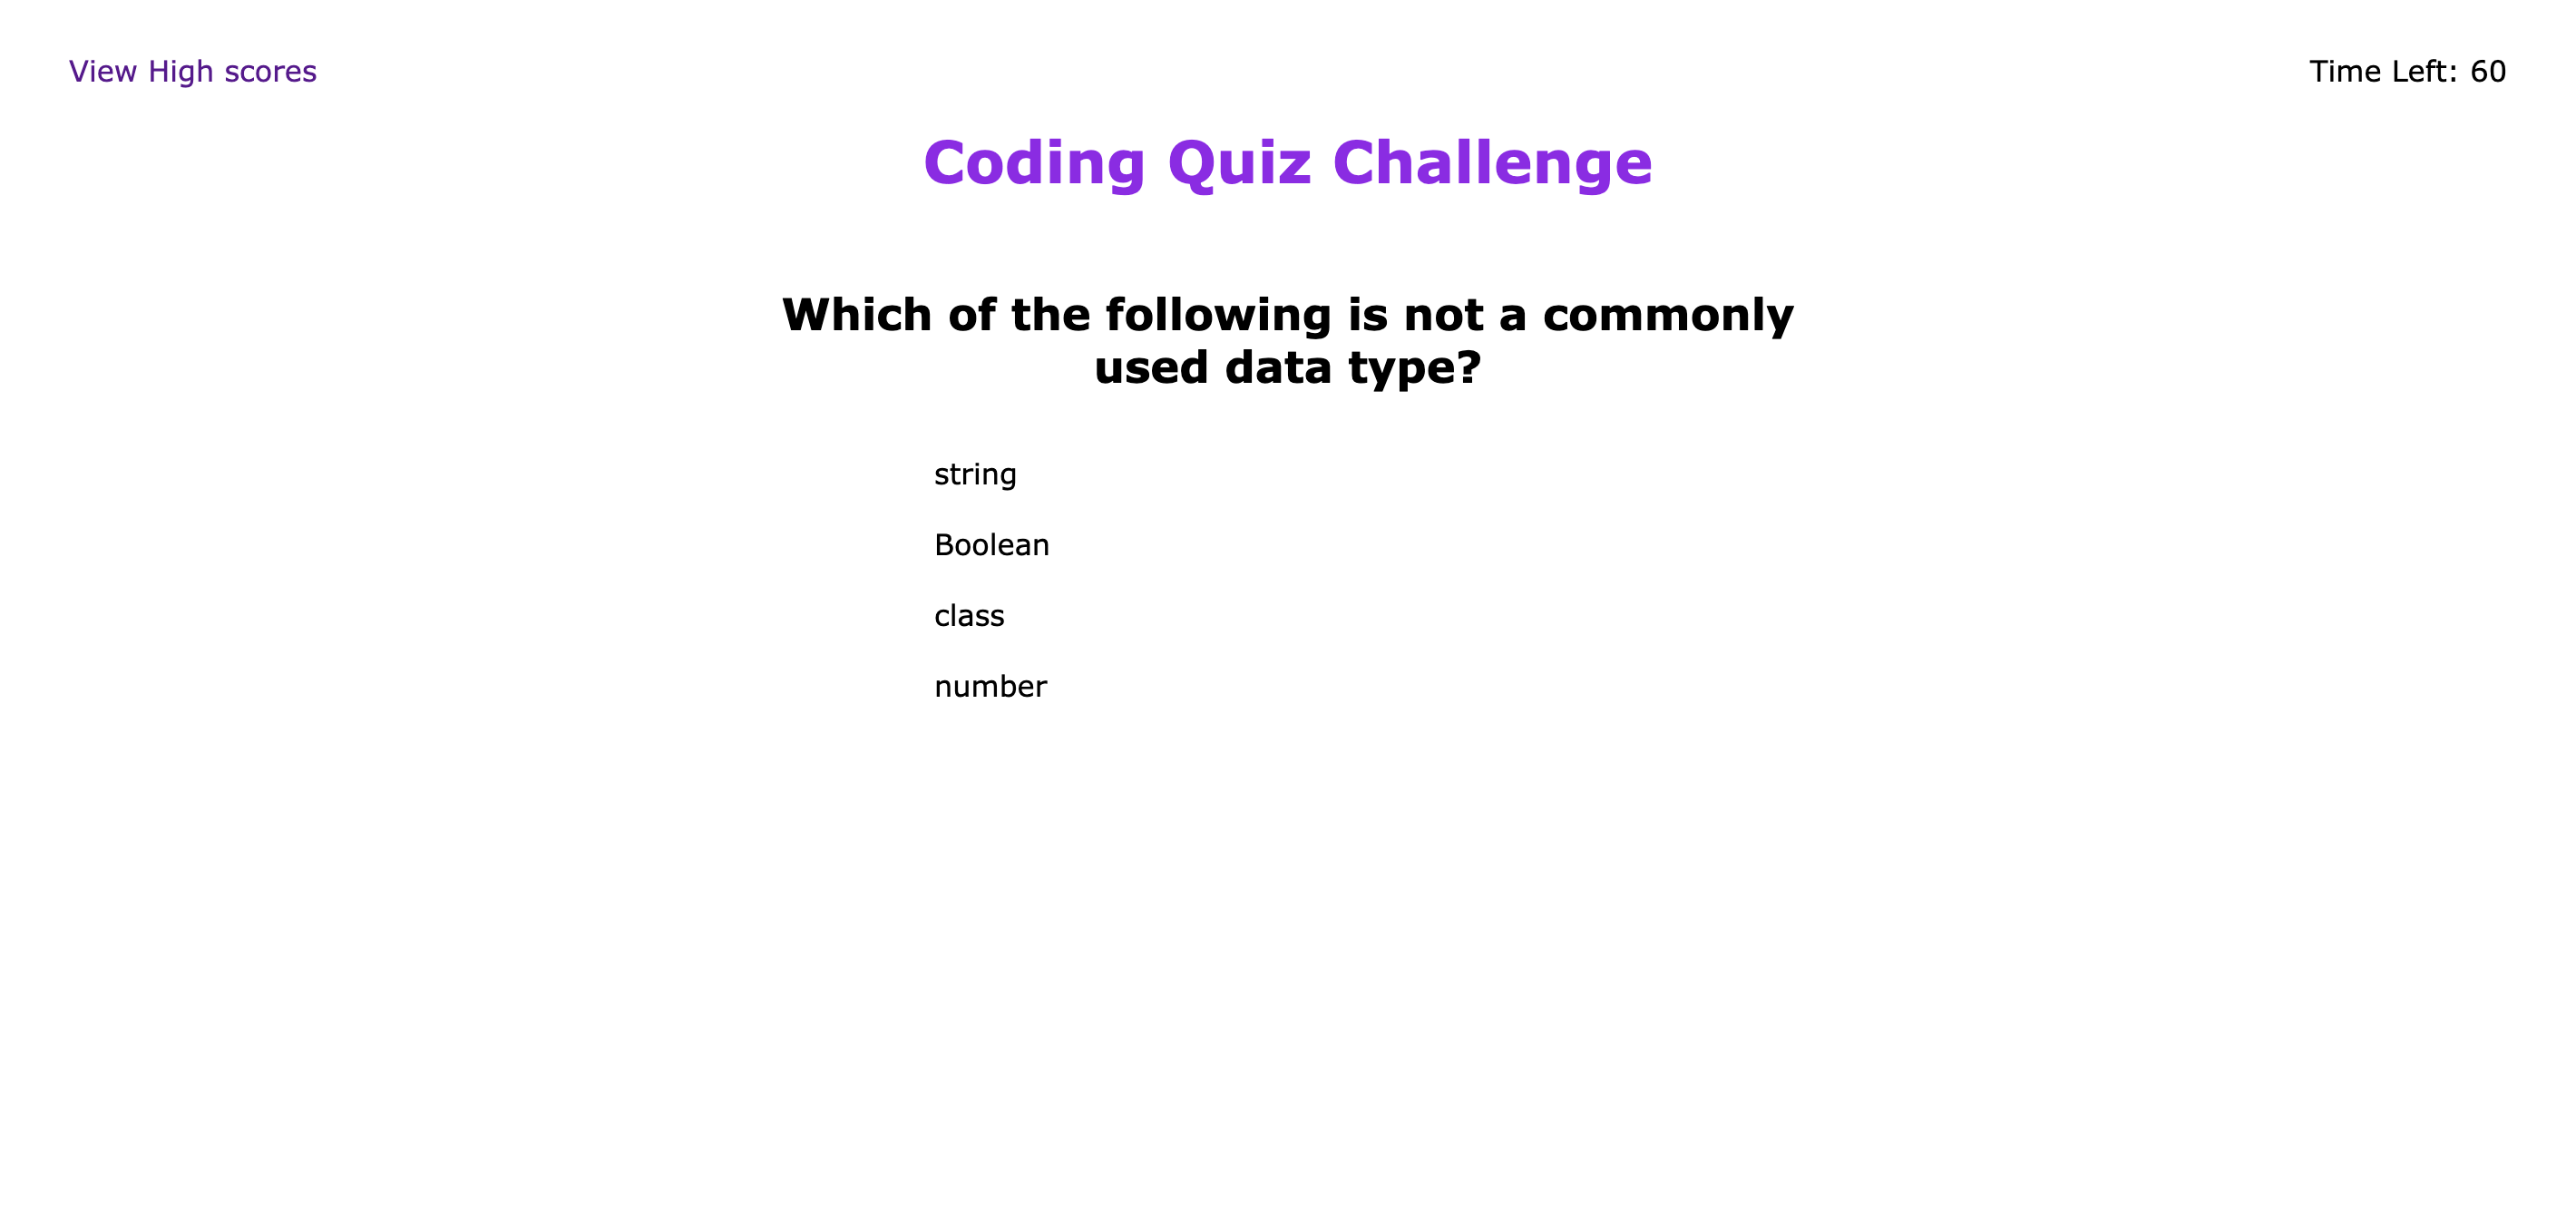 View High scores
Time Left: 60
Coding Quiz Challenge
Which of the following is not a commonly
used data type?
string
Boolean
class
number